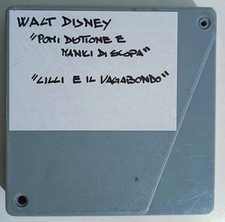 WALT DISNEY
"POMI D'OTTONE E
MANICI DI SCOPA"
"LILLI E IL VAGABONDO"